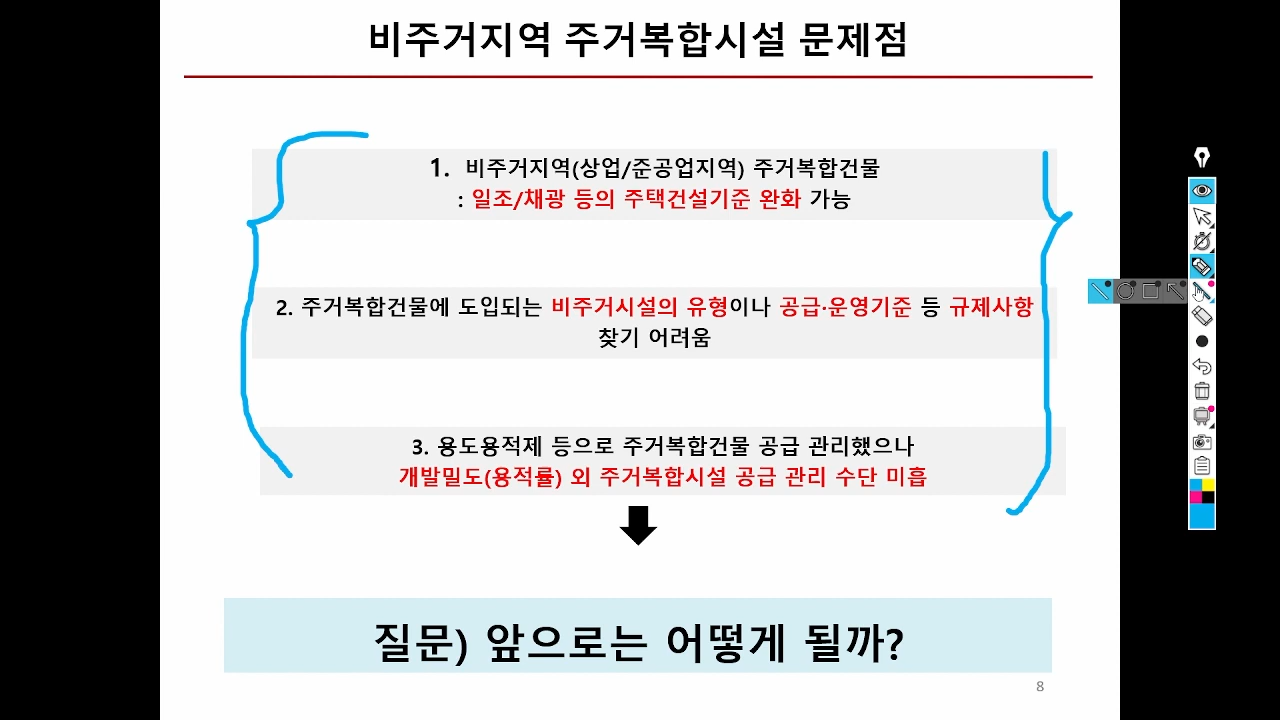 비주거지역 주거복합시설 문제점
1. 비주거지역(상업/준공업지역) 주거복합건물
: 일조/채광 등의 주택건설기준 완화 가능
2. 주거복합건물에 도입되는 비주거시설의 유형이나 공급·운영기준 등 규제사항
찾기 어려움
3. 용도용적제 등으로 주거복합건물 공급 관리했으나
개발밀도(용적률) 외 주거복합시설 공급 관리 수단 미흡
질문) 앞으로는 어떻게 될까?
8